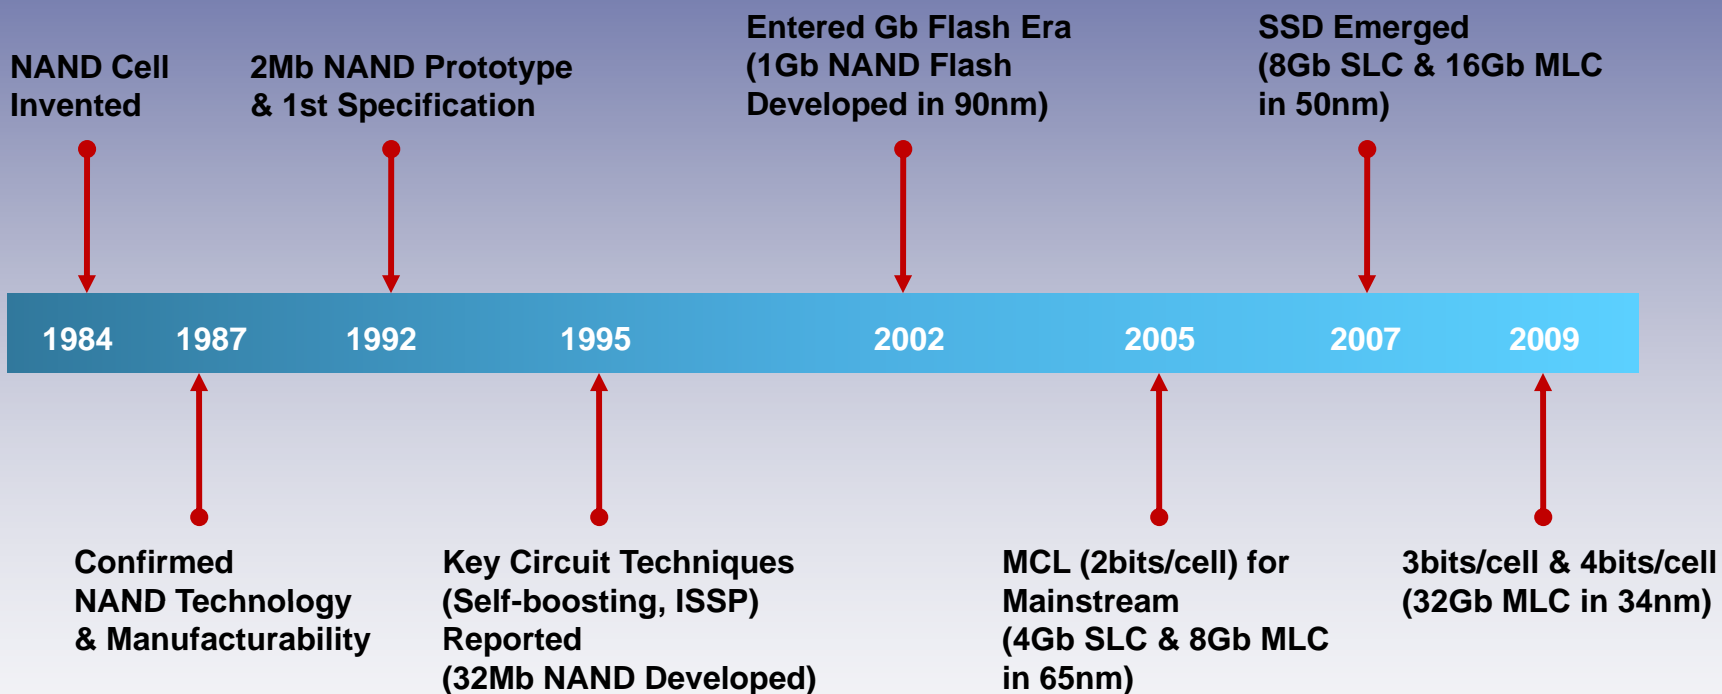 NAND Cell
Invented
2Mb NAND Prototype
& 1st Specification
Entered Gb Flash Era
(1Gb NAND Flash
Developed in 90nm)
SSD Emerged
(8Gb SLC & 16Gb MLC
in 50nm)
1984 1987 1992 1995 2002 2005 2007 2009
Confirmed
NAND Technology
& Manufacturability
Key Circuit Techniques
(Self-boosting, ISSP)
Reported
(32Mb NAND Developed)
MCL (2bits/cell) for
Mainstream
(4Gb SLC & 8Gb MLC
in 65nm)
3bits/cell & 4bits/cell
(32Gb MLC in 34nm)